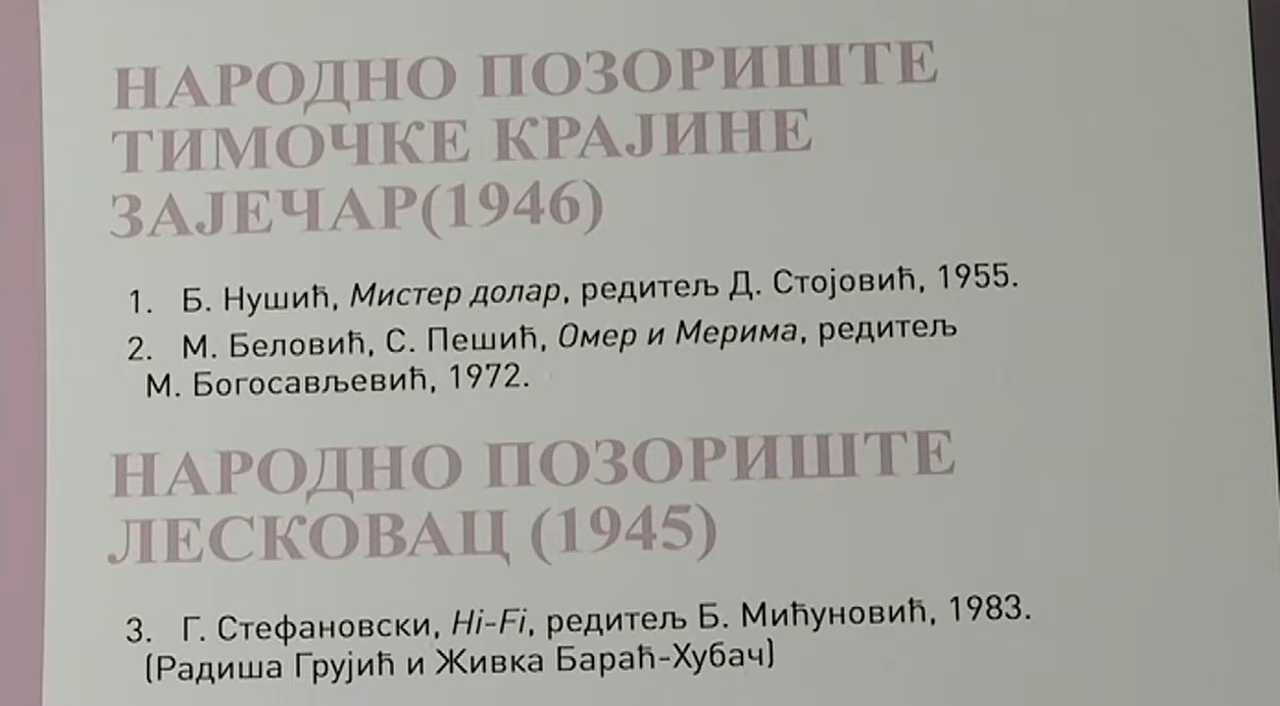 НАРОДНО ПОЗОРИШТЕ
ТИМОЧКЕ КРАЈИНЕ
ЗАЈЕЧАР(1946)
1. Б. Нушић, Мистер долар, редитељ Д. Стојовић, 1955.
2. М. Беловић, С. Пешић, Омер и Мерима, редитељ
М. Богосављевић, 1972.
НАРОДНО ПОЗОРИШТЕ
ЛЕСКОВАЦ (1945)
3. Г. Стефановски, Hi-Fi, редитељ Б. Мићуновић, 1983.
(Радиша Грујић и Живка Бараћ-Хубач)